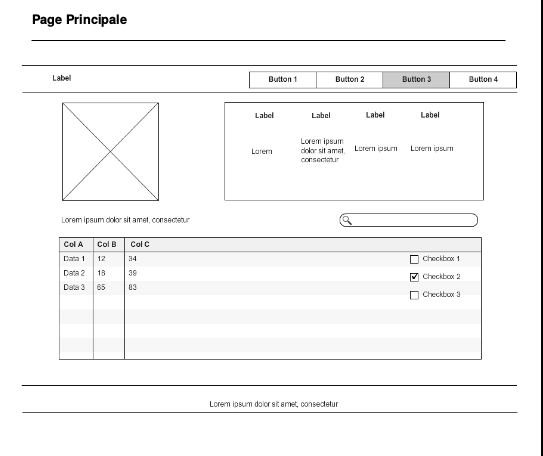 Page Principale
Label
Button 1 Button 2 Button 3 Button 4
Label Label Label Label
Lorem
Lorem ipsum
dolor sit amet,
consectetur
Lorem ipsum
Lorem ipsum
Lorem ipsum dolor sit amet, consectetur
Col A Col B Col C
Data 1 12 34 Checkbox 1
Data 2 18 39 Checkbox 2
Data 3 65 83 Checkbox 3
Lorem ipsum dolor sit amet, consectetur